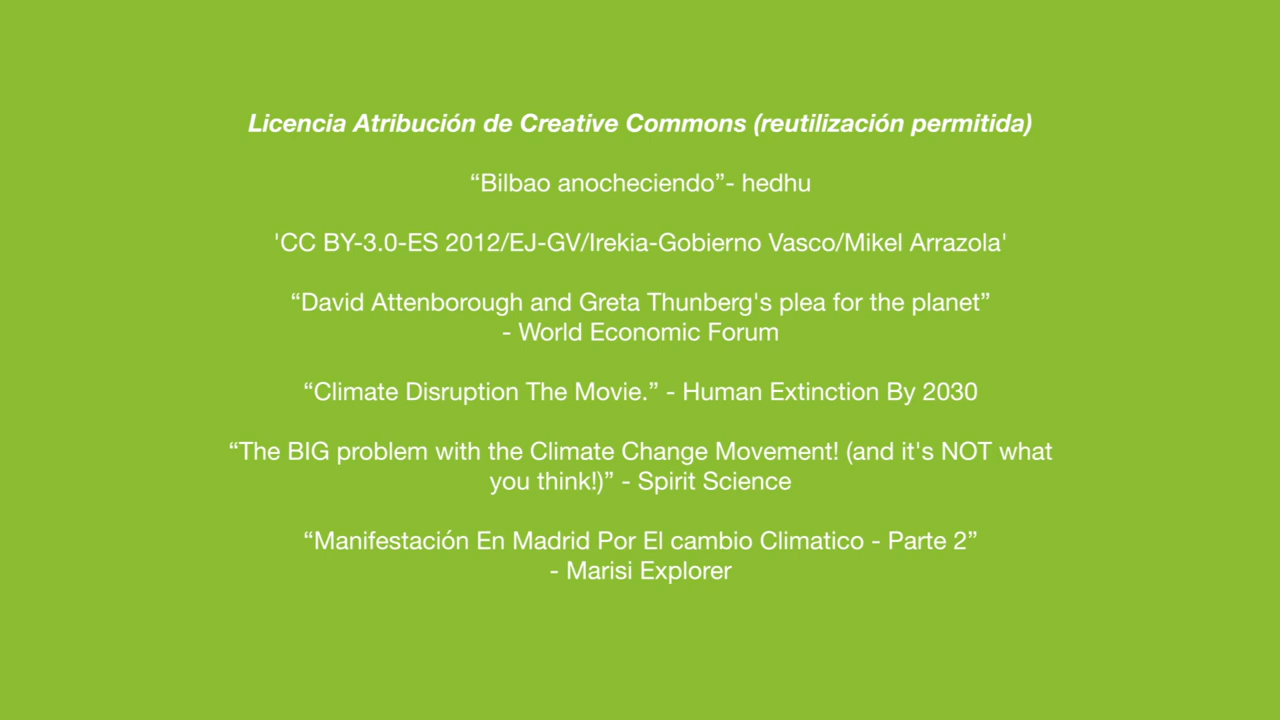 Licencia Atribución de Creative Commons (reutilización permitida)
“Bilbao anocheciendo”- hedhu
'CC BY-3.0-ES 2012/EJ-GV/Irekia-Gobierno Vasco/Mikel Arrazola'
“David Attenborough and Greta Thunberg's plea for the planet”
- World Economic Forum
“Climate Disruption The Movie.” - Human Extinction By 2030
“The BIG problem with the Climate Change Movement! (and it's NOT what
you think!)” - Spirit Science
“Manifestación En Madrid Por El cambio Climatico - Parte 2”
- Marisi Explorer